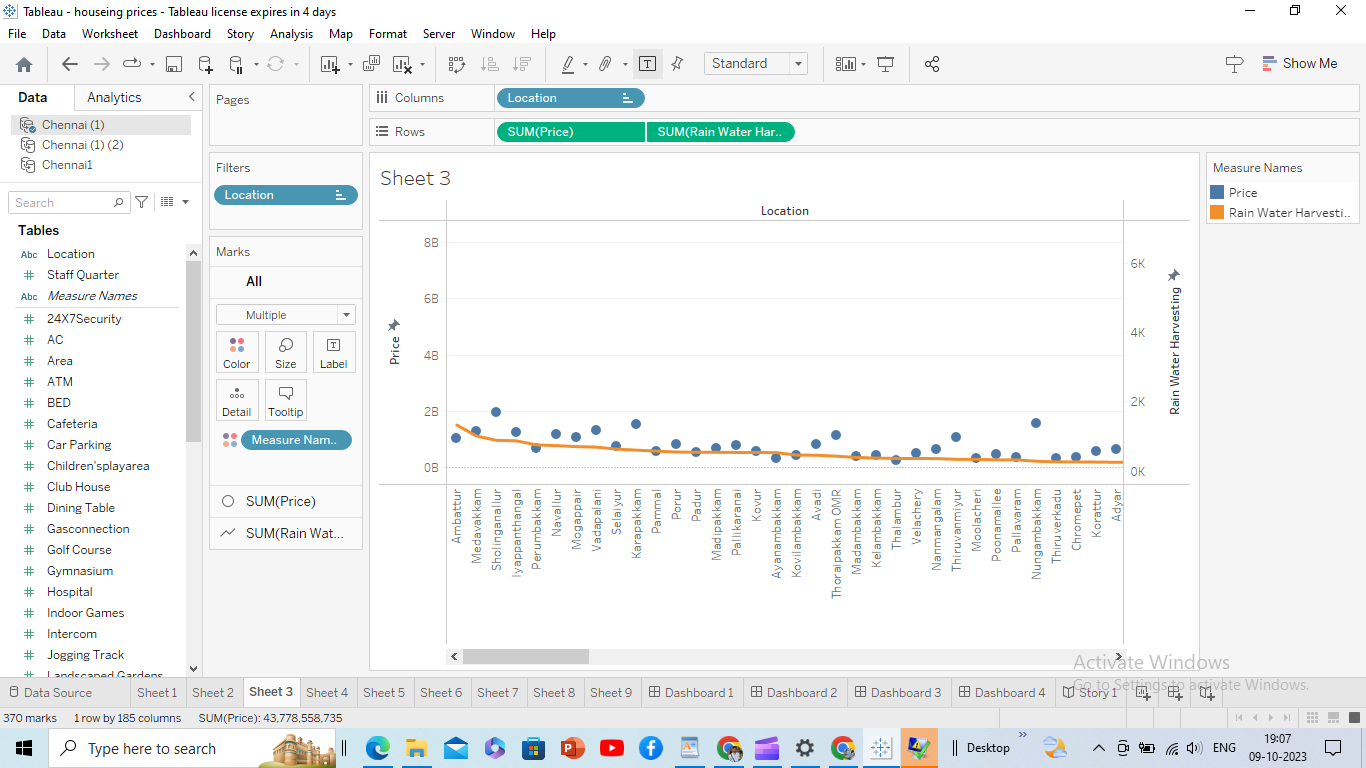 Tableau - houseing prices - Tableau license expires in 4 days
File Data Worksheet Dashboard Story Analysis Map Format Server Window Help
Standard
Show Me
Data Analytics
Chennai (1)
Chennai (1) (2)
Chennai1
Search
Tables
Abc Location
Staff Quarter
Abc Measure Names
24X7Security
AC
Area
ATM
BED
Cafeteria
Car Parking
Children'splayarea
Club House
Dining Table
Gasconnection
Golf Course
Gymnasium
Hospital
Indoor Games
Intercom
Jogging Track
Landscaped Gardens
Pages
Filters
Location
Marks
All
Multiple
Color Size Label
Detail Tooltip
Measure Nam..
SUM(Price)
SUM(Rain Wat...
Columns Location
Rows SUM(Price) SUM(Rain Water Har..
Sheet 3
Location
8B
6B
4B
2B
0B
Price
6K
4K
2K
0K
Rain Water Harvesting
Ambattur
Medavakkam
Sholinganallur
Iyappanthangal
Perumbakkam
Navallur
Mogappair
Vadapalani
Selaiyur
Karapakkam
Pammal
Porur
Padur
Madipakkam
Pallikaranai
Kovur
Ayanambakkam
Kovilambakkam
Avadi
Thoraipakkam OMR
Madambakkam
Kelambakkam
Thalambur
Velachery
Nanmangalam
Thiruvanmiyur
Moolacheri
Poonamallee
Pallavaram
Nungambakkam
Thiruverkadu
Chromepet
Korattur
Adyar
Measure Names
Price
Rain Water Harvesti..
Activate Windows
Go to Settings to activate Windows.
Data Source Sheet 1 Sheet 2 Sheet 3 Sheet 4 Sheet 5 Sheet 6 Sheet 7 Sheet 8 Sheet 9 Dashboard 1 Dashboard 2 Dashboard 3 Dashboard 4 Story 1
370 marks 1 row by 185 columns SUM(Price): 43,778,558,735
Type here to search
Desktop
ENG
19:07
09-10-2023